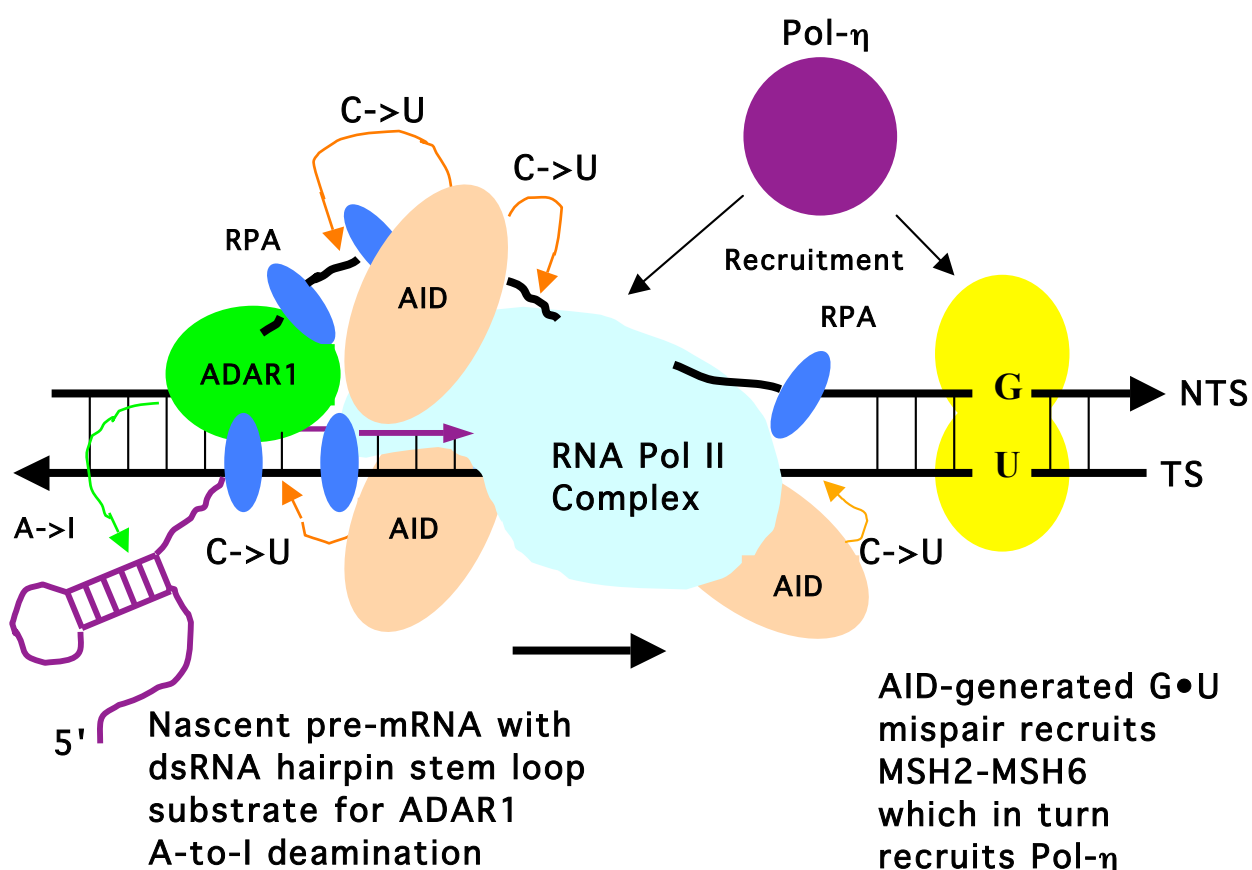 Pol-η
C->U
C->U
RPA
Recruitment
AID
RPA
ADAR1
G
NTS
RNA Pol II
Complex
U
TS
A->I
C->U
AID
C->U
AID
5'
Nascent pre-mRNA with
dsRNA hairpin stem loop
substrate for ADAR1
A-to-I deamination
AID-generated G•U
mispair recruits
MSH2-MSH6
which in turn
recruits Pol-η